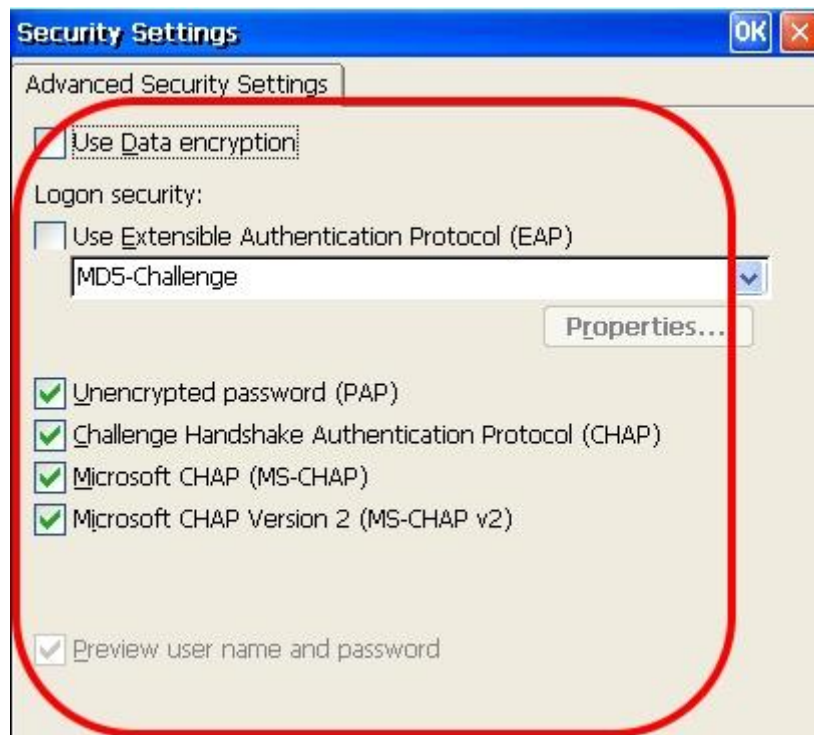 Security Settings OK
Advanced Security Settings
Use Data encryption
Logon security:
Use Extensible Authentication Protocol (EAP)
MD5-Challenge
Properties...
Unencrypted password (PAP)
Challenge Handshake Authentication Protocol (CHAP)
Microsoft CHAP (MS-CHAP)
Microsoft CHAP Version 2 (MS-CHAP v2)
Preview user name and password